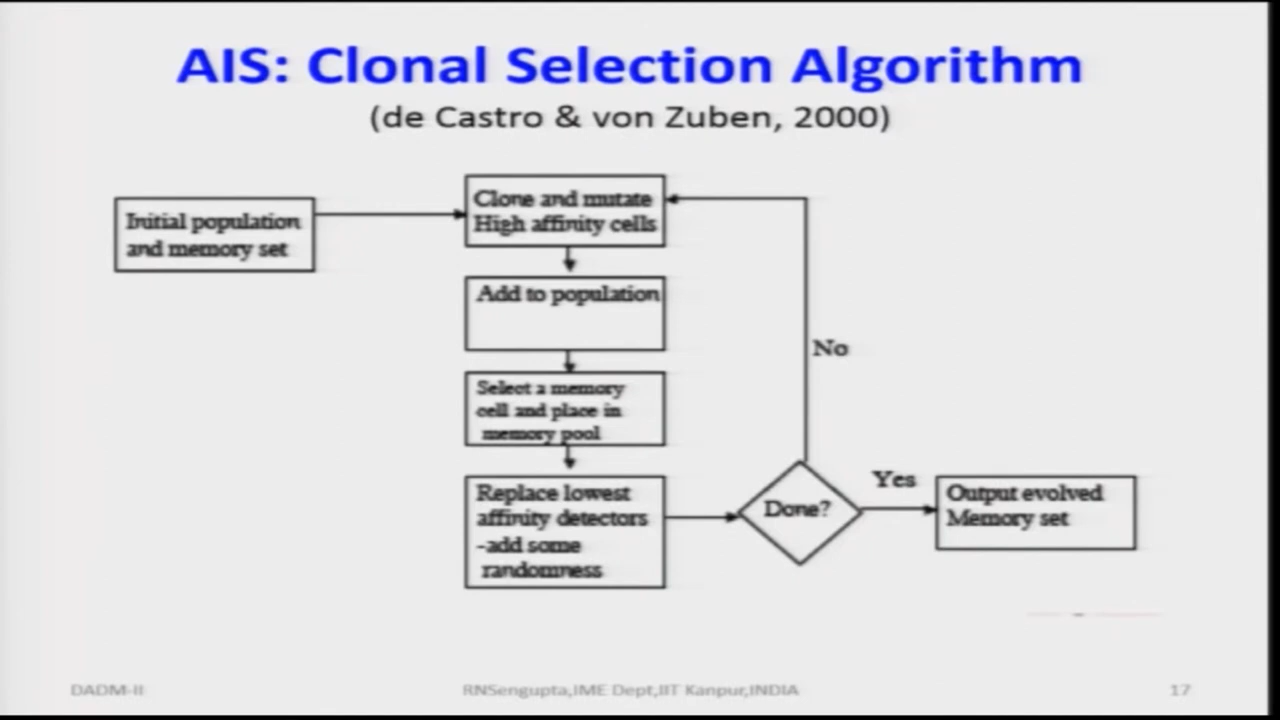 AIS: Clonal Selection Algorithm
(de Castro & von Zuben, 2000)
Initial population
and memory set
Clone and mutate
High affinity cells
Add to population
Select a memory
cell and place in
memory pool
Replace lowest
affinity detectors
-add some
randomness
Done?
No
Yes
Output evolved
Memory set
DADM-II
RNSengupta,IME Dept,IIT Kanpur,INDIA
17